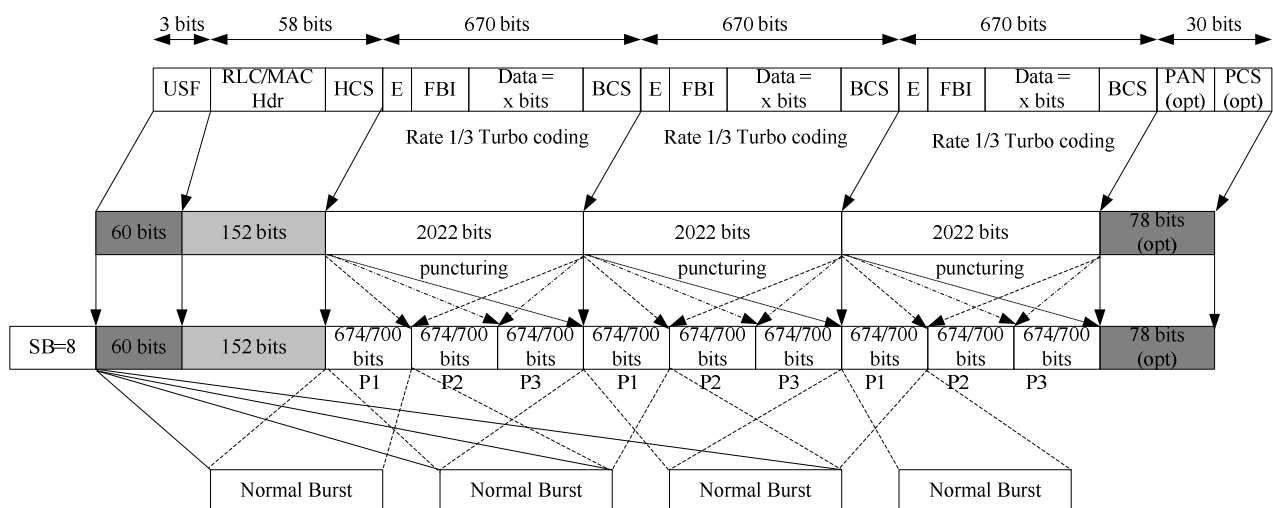 3 bits 58 bits 670 bits 670 bits 670 bits 30 bits
USF RLC/MAC Hdr HCS E FBI Data = x bits BCS E FBI Data = x bits BCS E FBI Data = x bits BCS PAN (opt) PCS (opt)
Rate 1/3 Turbo coding Rate 1/3 Turbo coding Rate 1/3 Turbo coding
60 bits 152 bits 2022 bits 2022 bits 2022 bits 78 bits (opt)
puncturing puncturing puncturing
SB=8 60 bits 152 bits 674/700 bits 674/700 bits 674/700 bits 674/700 bits 674/700 bits 674/700 bits 674/700 bits 674/700 bits 674/700 bits 78 bits (opt)
P1 P2 P3 P1 P2 P3 P1 P2 P3
Normal Burst Normal Burst Normal Burst Normal Burst